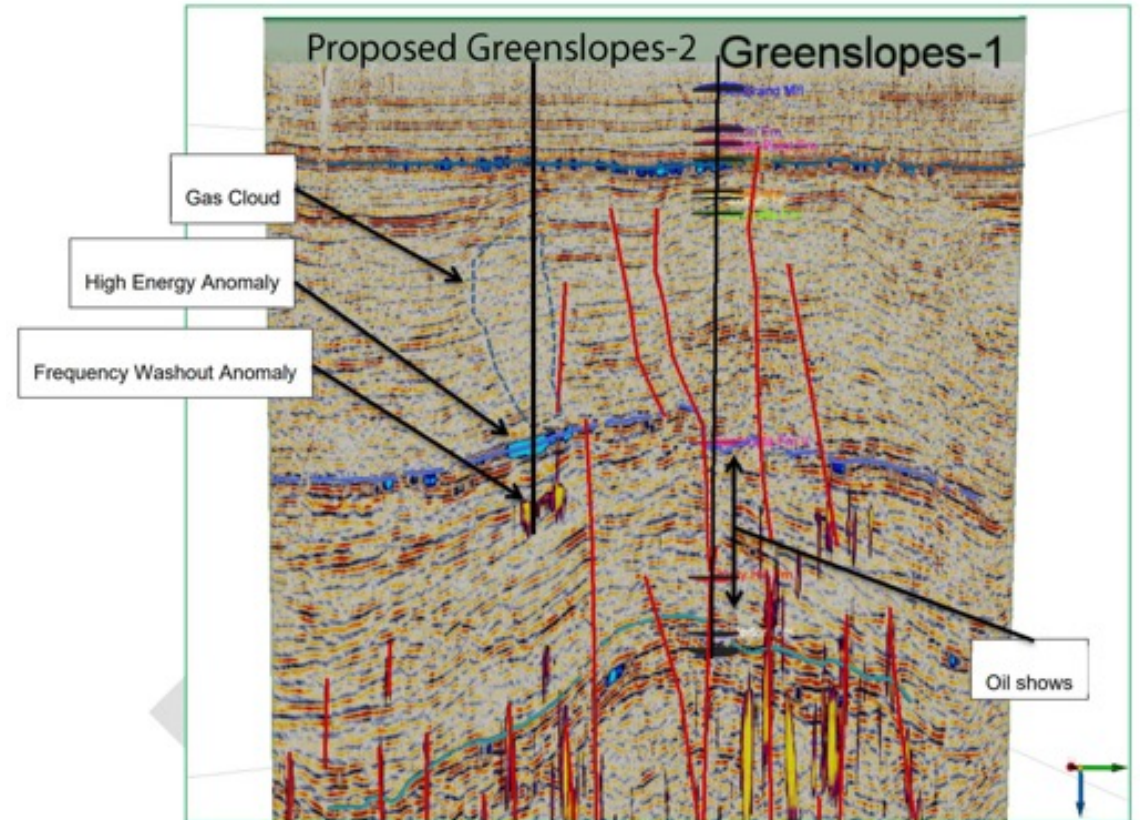 Proposed Greenslopes-2
Greenslopes-1
Gas Cloud
High Energy Anomaly
Frequency Washout Anomaly
Oil shows